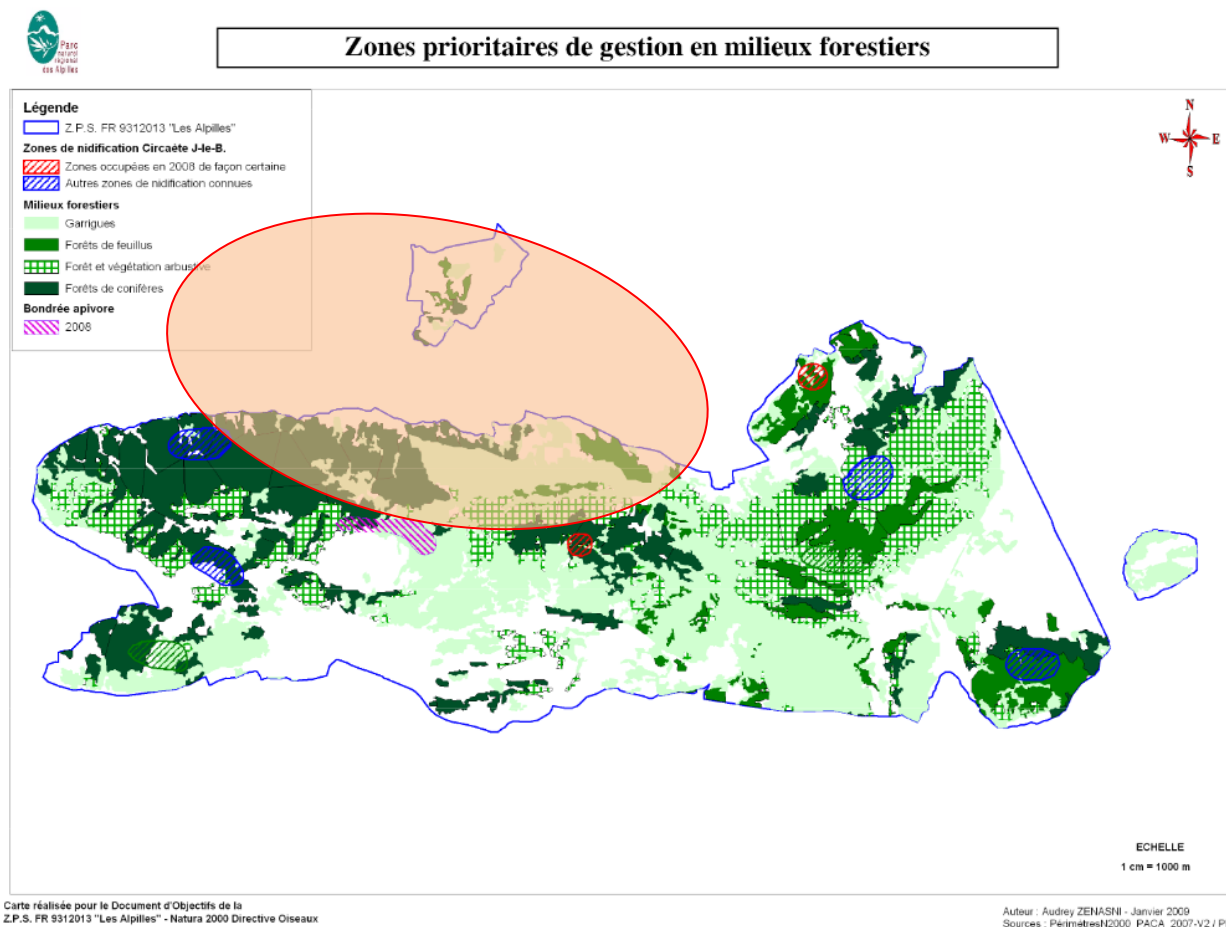 Parc
naturel
régional
des Alpilles
Zones prioritaires de gestion en milieux forestiers
Légende
Z.P.S. FR 9312013 "Les Alpilles"
Zones de nidification Circaète J-le-B.
Zones occupées en 2008 de façon certaine
Autres zones de nidification connues
Milieux forestiers
Garrigues
Forêts de feuillus
Forêt et végétation arbustive
Forêts de conifères
Bondrée apivore
2008
N
W E
S
ECHELLE
1 cm = 1000 m
Carte réalisée pour le Document d'Objectifs de la
Z.P.S. FR 9312013 "Les Alpilles" - Natura 2000 Directive Oiseaux
Auteur : Audrey ZENASNI - Janvier 2009
Sources : PérimètresN2000_PACA_2007-V2 /